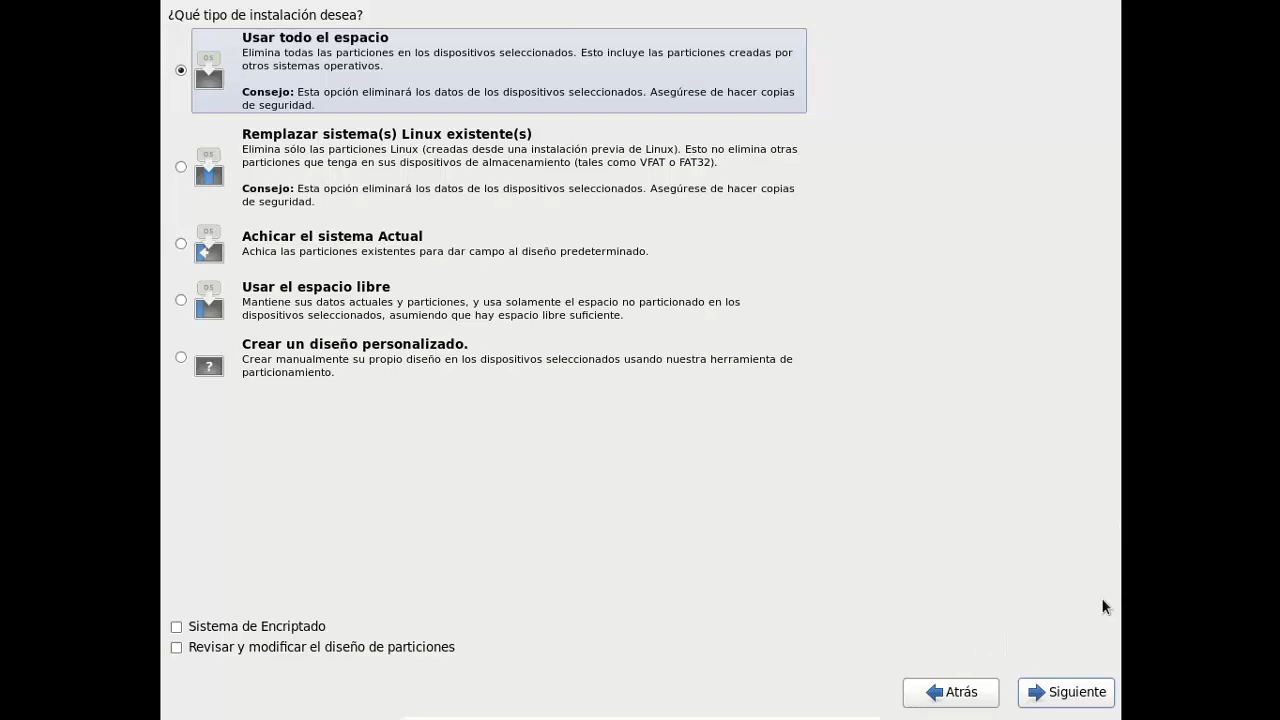 ¿Qué tipo de instalación desea?
OS
Usar todo el espacio
Elimina todas las particiones en los dispositivos seleccionados. Esto incluye las particiones creadas por
otros sistemas operativos.
Consejo: Esta opción eliminará los datos de los dispositivos seleccionados. Asegúrese de hacer copias
de seguridad.
OS
Remplazar sistema(s) Linux existente(s)
Elimina sólo las particiones Linux (creadas desde una instalación previa de Linux). Esto no elimina otras
particiones que tenga en sus dispositivos de almacenamiento (tales como VFAT o FAT32).
Consejo: Esta opción eliminará los datos de los dispositivos seleccionados. Asegúrese de hacer copias
de seguridad.
OS
Achicar el sistema Actual
Achica las particiones existentes para dar campo al diseño predeterminado.
OS
Usar el espacio libre
Mantiene sus datos actuales y particiones, y usa solamente el espacio no particionado en los
dispositivos seleccionados, asumiendo que hay espacio libre suficiente.
?
Crear un diseño personalizado.
Crear manualmente su propio diseño en los dispositivos seleccionados usando nuestra herramienta de
particionamiento.
Sistema de Encriptado
Revisar y modificar el diseño de particiones
Atrás
Siguiente